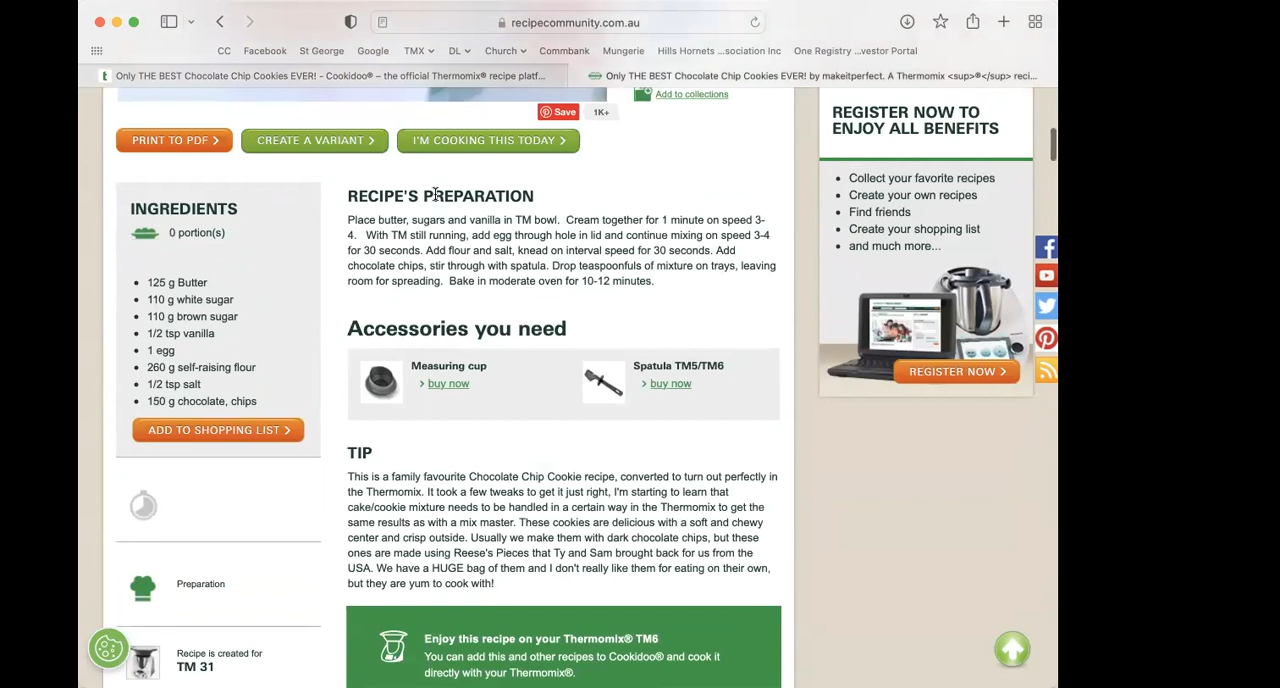 recipecommunity.com.au
CC Facebook St George Google TMX DL Church Commbank Mungerie Hills Hornets ...sociation Inc One Registry ...vestor Portal
Only THE BEST Chocolate Chip Cookies EVER! - Cookidoo® – the official Thermomix® recipe platf...
Only THE BEST Chocolate Chip Cookies EVER! by makeitperfect. A Thermomix <sup>®</sup> reci...
Add to collections
Save 1K+
PRINT TO PDF
CREATE A VARIANT
I'M COOKING THIS TODAY
INGREDIENTS
0 portion(s)
125 g Butter
110 g white sugar
110 g brown sugar
1/2 tsp vanilla
1 egg
260 g self-raising flour
1/2 tsp salt
150 g chocolate, chips
ADD TO SHOPPING LIST
Preparation
Recipe is created for
TM 31
RECIPE'S PREPARATION
Place butter, sugars and vanilla in TM bowl. Cream together for 1 minute on speed 3-
4. With TM still running, add egg through hole in lid and continue mixing on speed 3-4
for 30 seconds. Add flour and salt, knead on interval speed for 30 seconds. Add
chocolate chips, stir through with spatula. Drop teaspoonfuls of mixture on trays, leaving
room for spreading. Bake in moderate oven for 10-12 minutes.
Accessories you need
Measuring cup
buy now
Spatula TM5/TM6
buy now
TIP
This is a family favourite Chocolate Chip Cookie recipe, converted to turn out perfectly in
the Thermomix. It took a few tweaks to get it just right, I'm starting to learn that
cake/cookie mixture needs to be handled in a certain way in the Thermomix to get the
same results as with a mix master. These cookies are delicious with a soft and chewy
center and crisp outside. Usually we make them with dark chocolate chips, but these
ones are made using Reese's Pieces that Ty and Sam brought back for us from the
USA. We have a HUGE bag of them and I don't really like them for eating on their own,
but they are yum to cook with!
Enjoy this recipe on your Thermomix® TM6
You can add this and other recipes to Cookidoo® and cook it
directly with your Thermomix®.
REGISTER NOW TO
ENJOY ALL BENEFITS
Collect your favorite recipes
Create your own recipes
Find friends
Create your shopping list
and much more...
REGISTER NOW